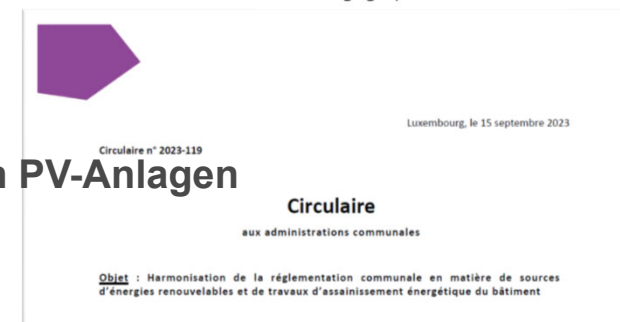 Luxembourg, le 15 septembre 2023
Circulaire n° 2023-119
PV-Anlagen
Circulaire
aux administrations communales
Objet : Harmonisation de la réglementation communale en matière de sources
d'énergies renouvelables et de travaux d'assainissement énergétique du bâtiment